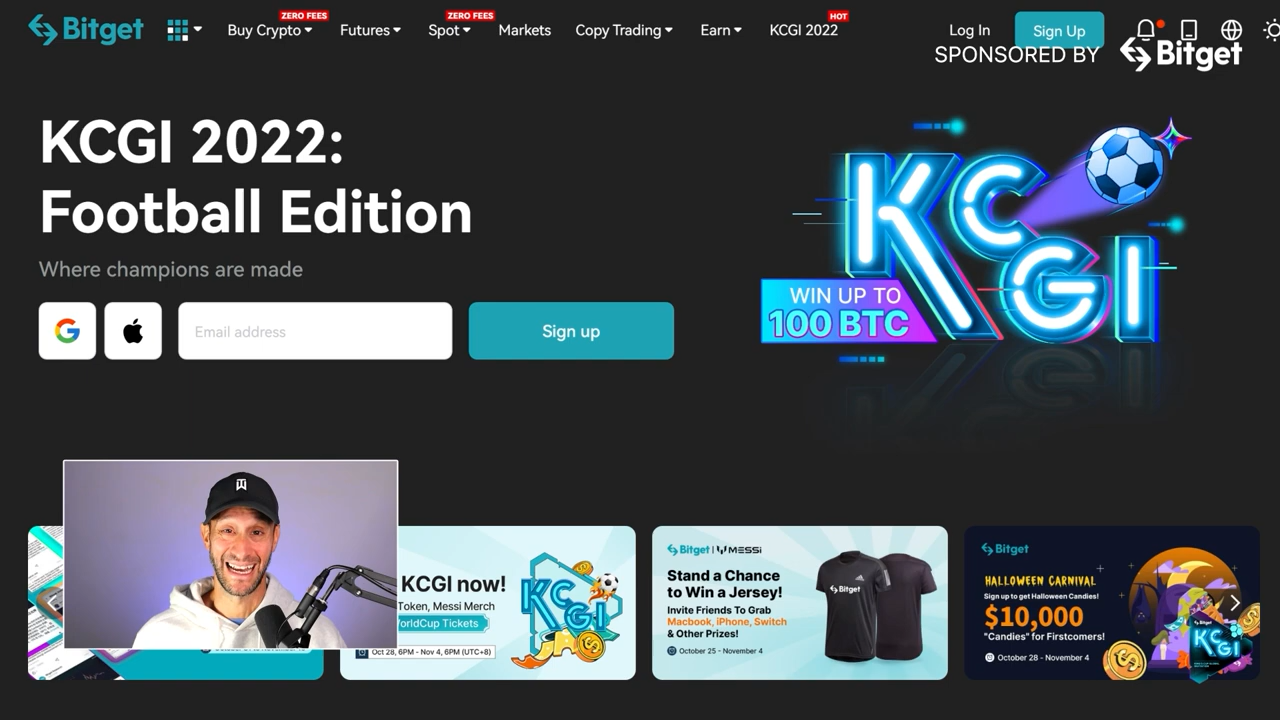 Bitget
ZERO FEES
ZERO FEES
HOT
Buy Crypto
Futures
Spot
Markets
Copy Trading
Earn
KCGI 2022
Log In
Sign Up
SPONSORED BY Bitget
KCGI 2022:
Football Edition
Where champions are made
Email address
Sign up
KCGI
WIN UP TO
100 BTC
KCGI now!
Token, Messi Merch
WorldCup Tickets
Oct 28, 6PM - Nov 4, 6PM (UTC+8)
KCGI
Bitget | MESSI
Stand a Chance
to Win a Jersey!
Invite Friends To Grab
Macbook, iPhone, Switch
& Other Prizes!
October 25 - November 4
Bitget
Bitget
HALLOWEEN CARNIVAL
Sign up to get Halloween Candies!
$10,000
"Candies" for Firstcomers!
October 28 - November 4
Bitget
KCGI